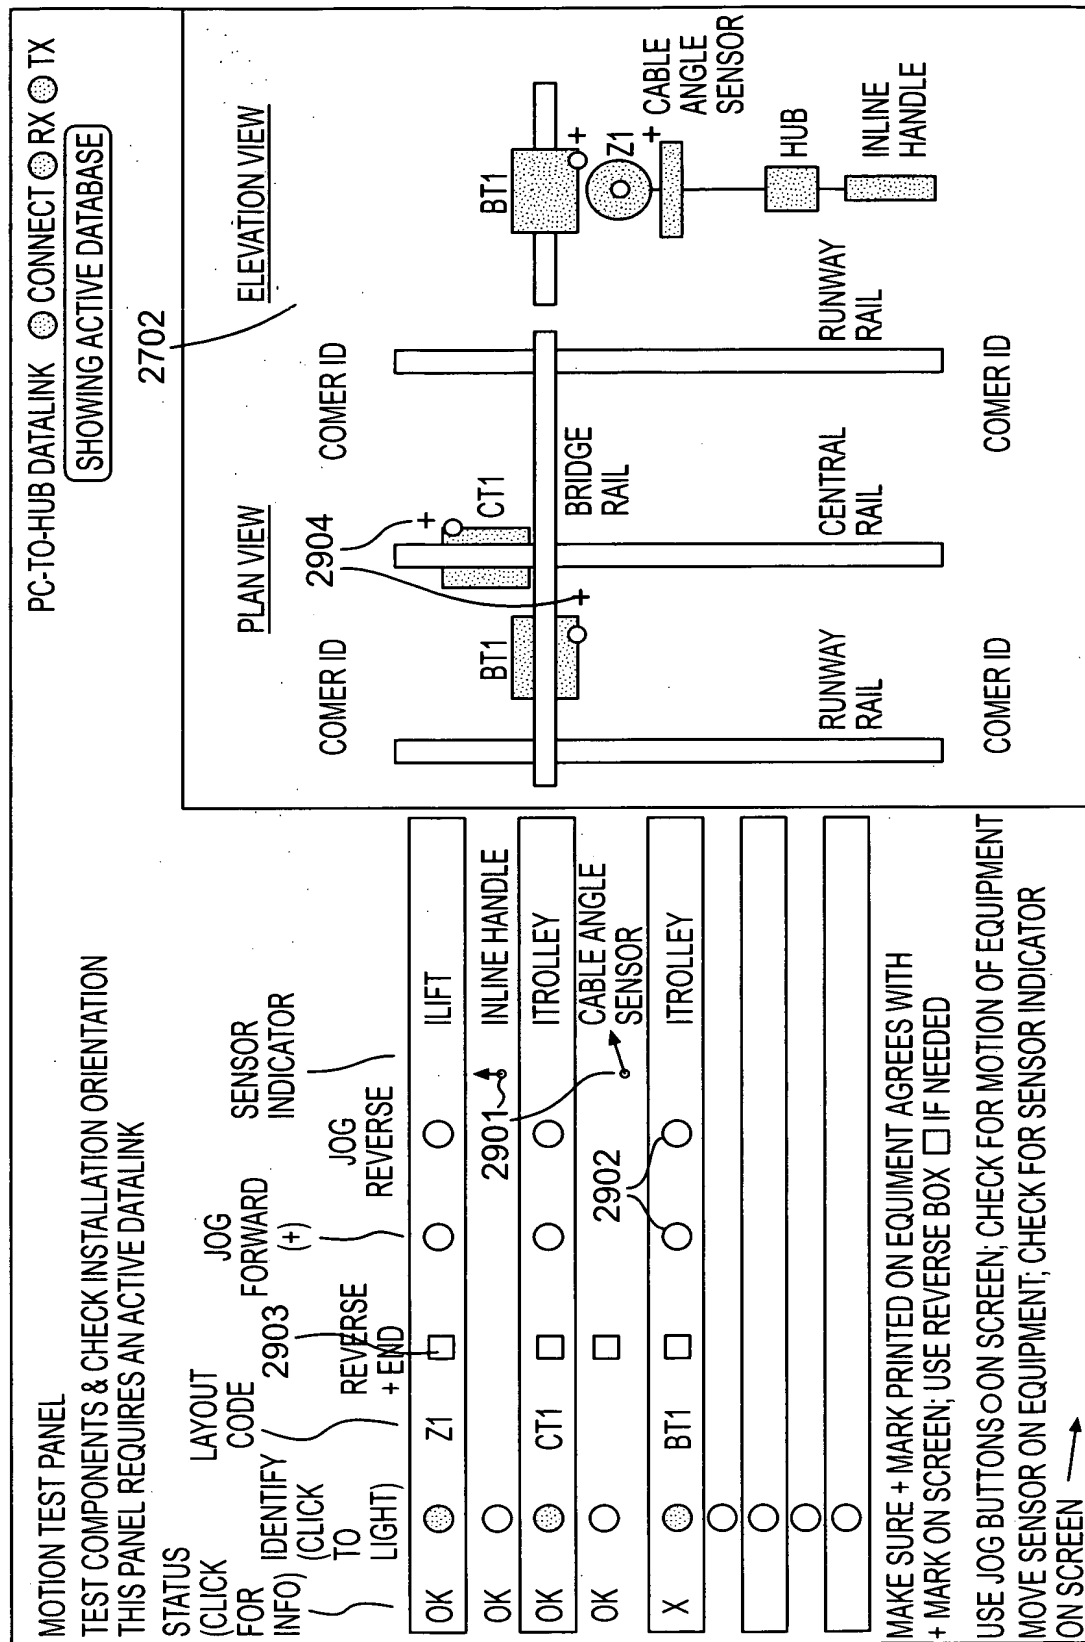 MOTION TEST PANEL
TEST COMPONENTS & CHECK INSTALLATION ORIENTATION
THIS PANEL REQUIRES AN ACTIVE DATALINK
PC-TO-HUB DATALINK CONNECT RX TX
SHOWING ACTIVE DATABASE
STATUS
(CLICK
FOR
INFO)
IDENTIFY
(CLICK
TO
LIGHT)
LAYOUT
CODE
2903
REVERSE
+ END
JOG
FORWARD
(+)
JOG
REVERSE
SENSOR
INDICATOR
OK Z1 ILIFT
OK INLINE HANDLE
2901
OK CT1 ITROLLEY
OK CABLE ANGLE
SENSOR
2902
X BT1 ITROLLEY
MAKE SURE + MARK PRINTED ON EQUIMENT AGREES WITH
+ MARK ON SCREEN; USE REVERSE BOX □ IF NEEDED
USE JOG BUTTONS ○ ON SCREEN; CHECK FOR MOTION OF EQUIPMENT
MOVE SENSOR ON EQUIPMENT; CHECK FOR SENSOR INDICATOR
ON SCREEN →
2702
PLAN VIEW
ELEVATION VIEW
COMER ID
COMER ID
2904
BT1
+
CT1
+
BRIDGE
RAIL
RUNWAY
RAIL
CENTRAL
RAIL
RUNWAY
RAIL
COMER ID
COMER ID
BT1
+
Z1
+
CABLE
ANGLE
SENSOR
HUB
INLINE
HANDLE